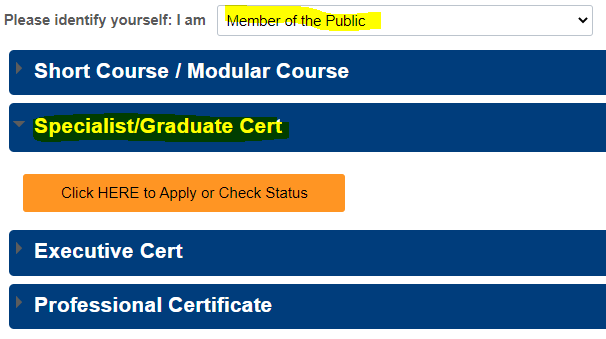 Please identify yourself: I am Member of the Public
Short Course / Modular Course
Specialist/Graduate Cert
Click HERE to Apply or Check Status
Executive Cert
Professional Certificate